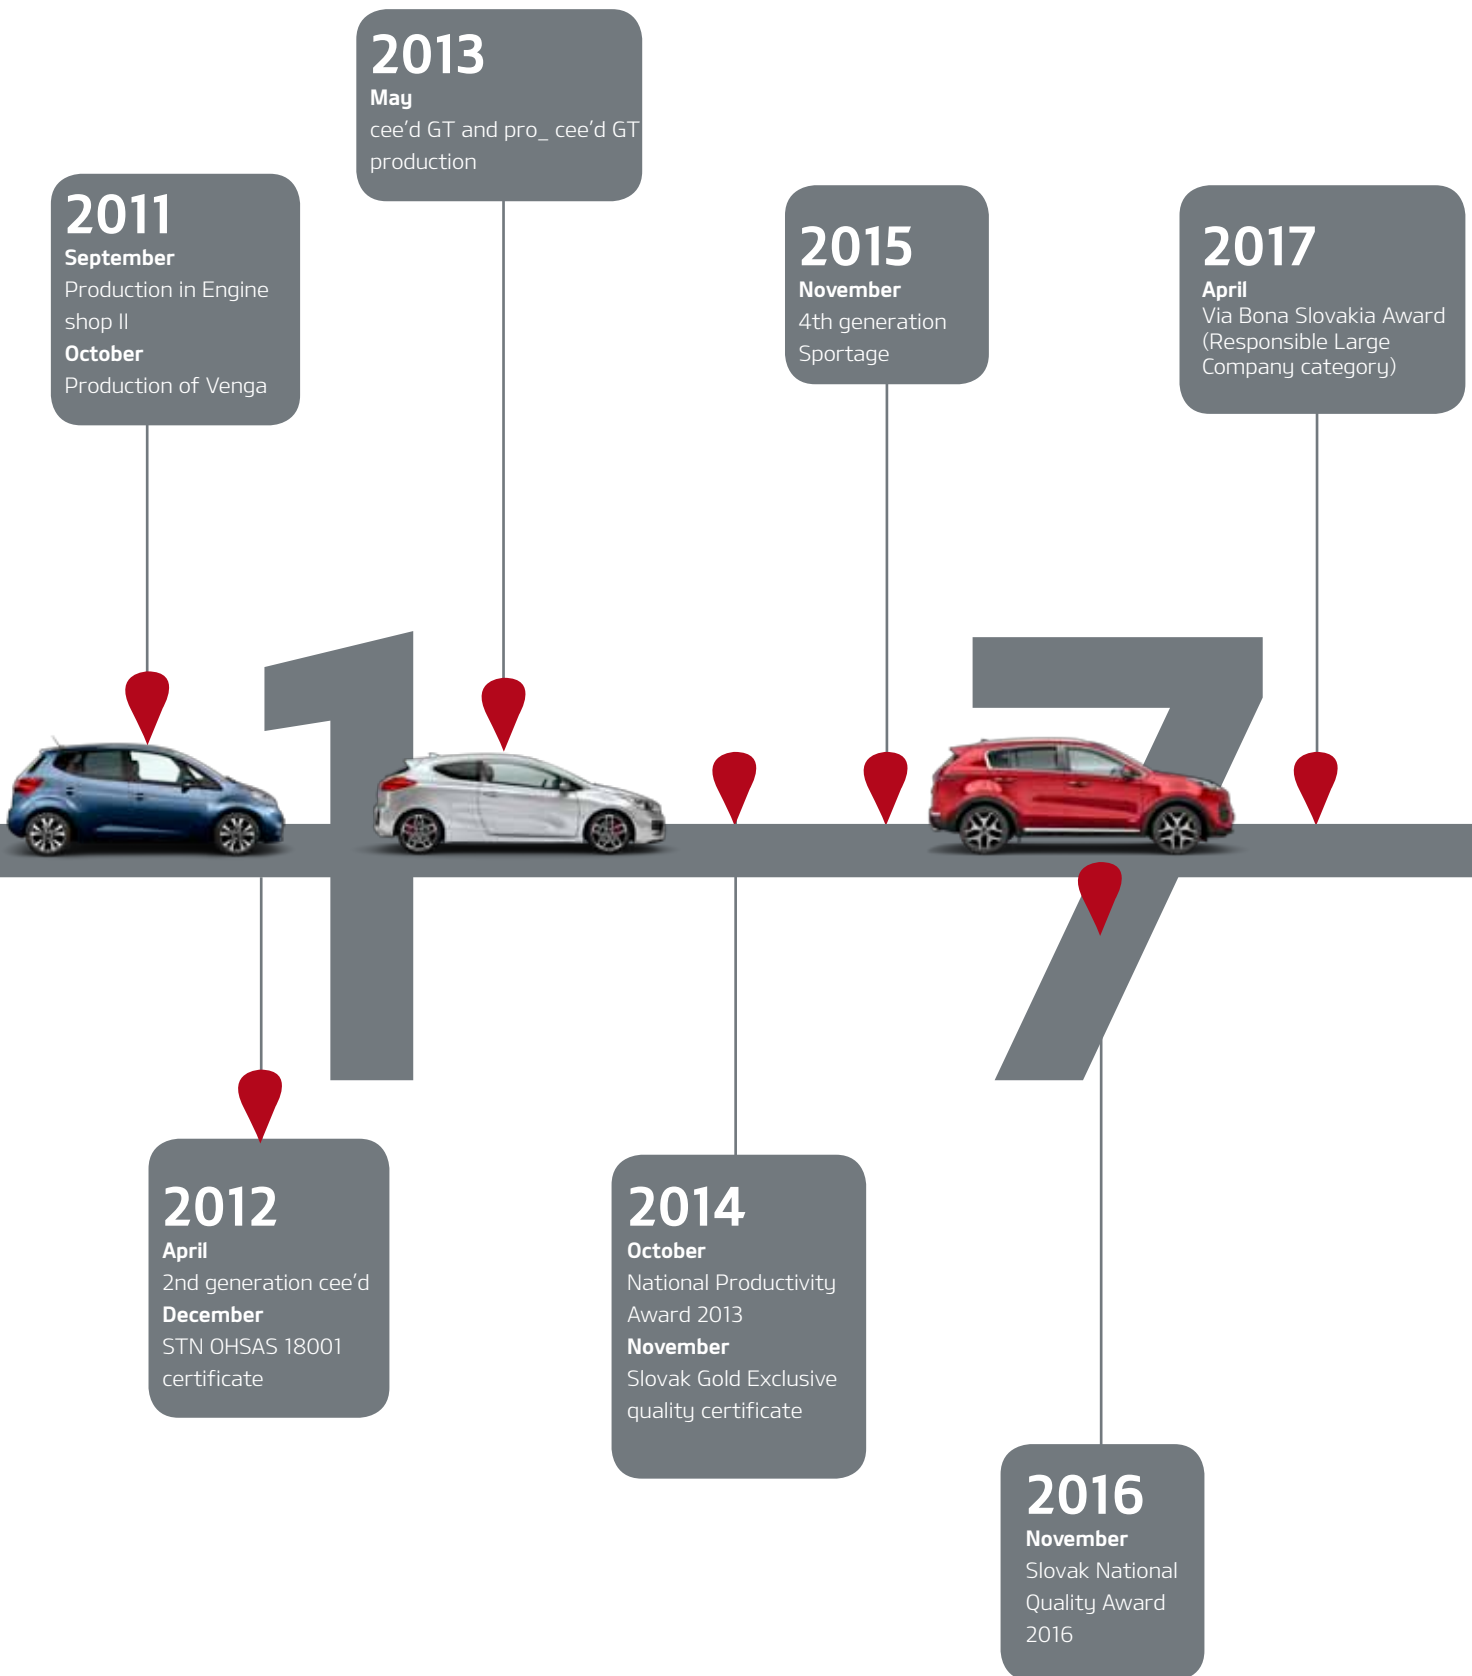 2013
May
cee’d GT and pro_ cee’d GT
production
2011
September
Production in Engine
shop II
October
Production of Venga
2015
November
4th generation
Sportage
2017
April
Via Bona Slovakia Award
(Responsible Large
Company category)
17
2012
April
2nd generation cee’d
December
STN OHSAS 18001
certificate
2014
October
National Productivity
Award 2013
November
Slovak Gold Exclusive
quality certificate
2016
November
Slovak National
Quality Award
2016